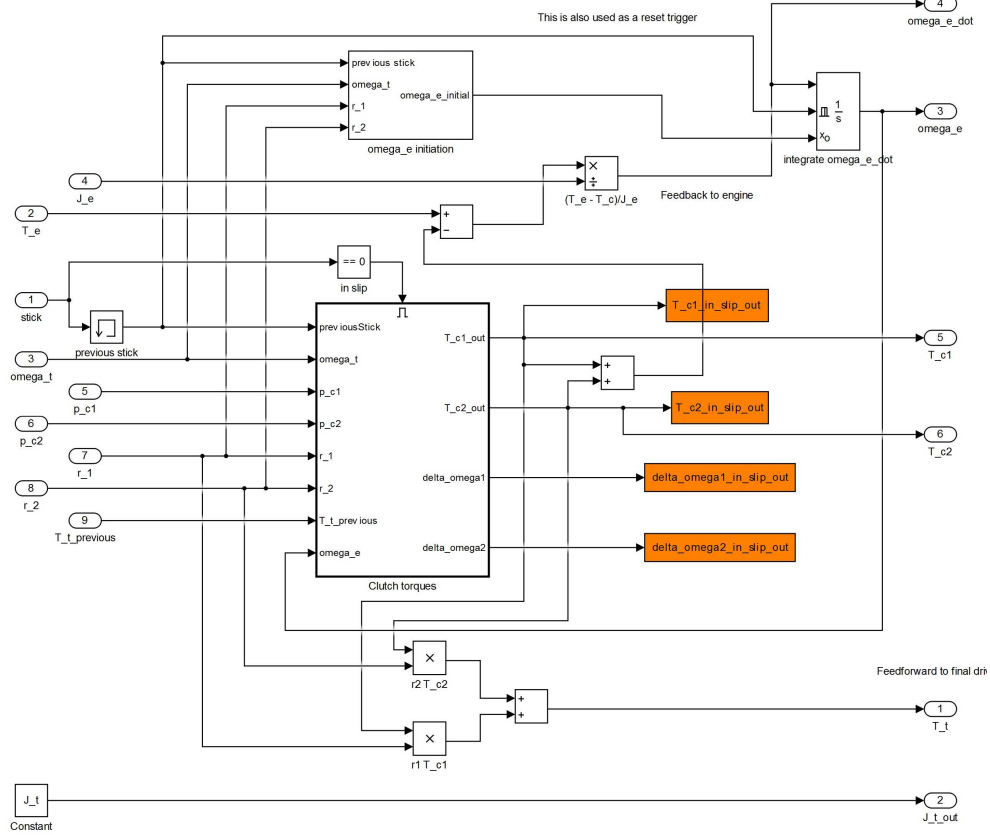 This is also used as a reset trigger
4
omega_e_dot
previous stick
omega_t
r_1
r_2
omega_e_initial
omega_e initiation
1
s
xo
integrate omega_e_dot
3
omega_e
4
J_e
×
÷
(T_e - T_c)/J_e
Feedback to engine
2
T_e
+
−
== 0
in slip
1
stick
previous stick
3
omega_t
5
p_c1
6
p_c2
7
r_1
8
r_2
9
T_t_previous
previousStick
omega_t
p_c1
p_c2
r_1
r_2
T_t_previous
omega_e
T_c1_out
T_c2_out
delta_omega1
delta_omega2
Clutch torques
T_c1_in_slip_out
5
T_c1
+
+
T_c2_in_slip_out
6
T_c2
delta_omega1_in_slip_out
delta_omega2_in_slip_out
×
r2 T_c2
×
r1 T_c1
+
+
Feedforward to final
1
T_t
J_t
Constant
2
J_t_out